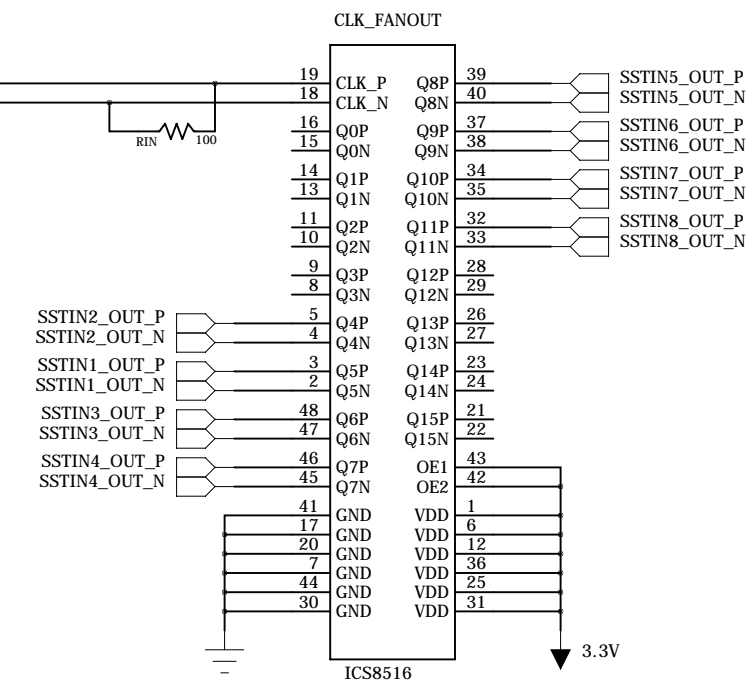 CLK_FANOUT
19 CLK_P Q8P 39 SSTIN5_OUT_P
18 CLK_N Q8N 40 SSTIN5_OUT_N
RIN 100
16 Q0P Q9P 37 SSTIN6_OUT_P
15 Q0N Q9N 38 SSTIN6_OUT_N
14 Q1P Q10P 34 SSTIN7_OUT_P
13 Q1N Q10N 35 SSTIN7_OUT_N
11 Q2P Q11P 32 SSTIN8_OUT_P
10 Q2N Q11N 33 SSTIN8_OUT_N
9 Q3P Q12P 28
8 Q3N Q12N 29
SSTIN2_OUT_P 5 Q4P Q13P 26
SSTIN2_OUT_N 4 Q4N Q13N 27
SSTIN1_OUT_P 3 Q5P Q14P 23
SSTIN1_OUT_N 2 Q5N Q14N 24
SSTIN3_OUT_P 48 Q6P Q15P 21
SSTIN3_OUT_N 47 Q6N Q15N 22
SSTIN4_OUT_P 46 Q7P OE1 43
SSTIN4_OUT_N 45 Q7N OE2 42
41 GND VDD 1
17 GND VDD 6
20 GND VDD 12
7 GND VDD 36
44 GND VDD 25
30 GND VDD 31
3.3V
ICS8516